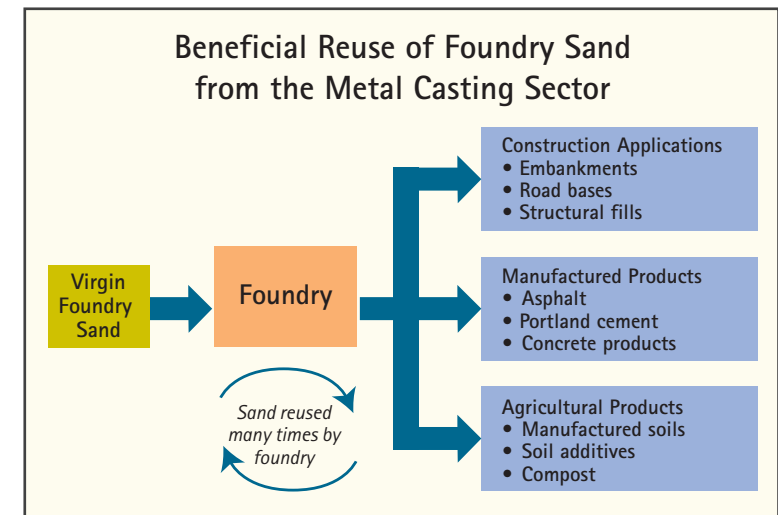 Beneficial Reuse of Foundry Sand
from the Metal Casting Sector
Virgin
Foundry
Sand
Foundry
Sand reused
many times by
foundry
Construction Applications
• Embankments
• Road bases
• Structural fills
Manufactured Products
• Asphalt
• Portland cement
• Concrete products
Agricultural Products
• Manufactured soils
• Soil additives
• Compost